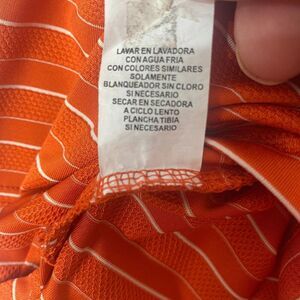 LAVAR EN LAVADORA
CON AGUA FRIA
CON COLORES SIMILARES
SOLAMENTE
BLANQUEADOR SIN CLORO
SI NECESARIO
SECAR EN SECADORA
A CICLO LENTO
PLANCHA TIBIA
SI NECESARIO